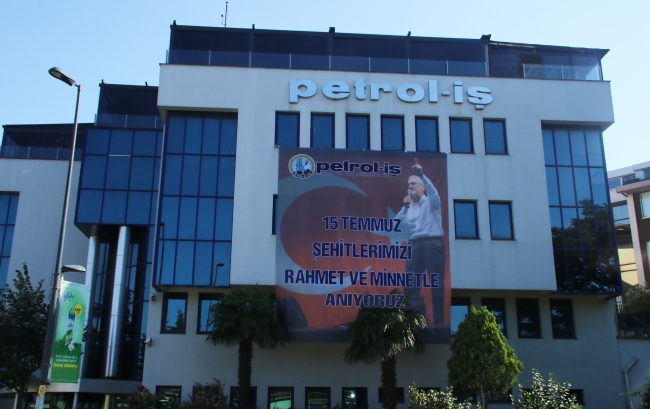 petrol-iş
petrol-iş
15 TEMMUZ
ŞEHİTLERİMİZİ
RAHMET VE MİNNETLE
ANIYORUZ